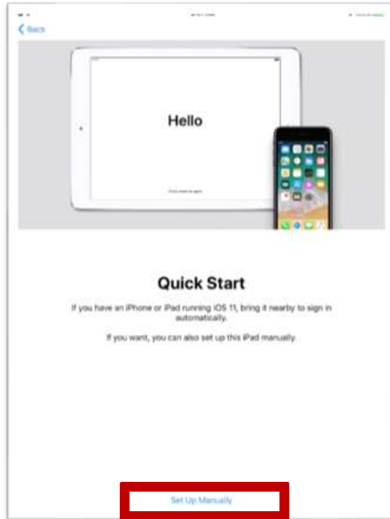 Back
Hello
Quick Start
If you have an iPhone or iPad running iOS 11, bring it nearby to sign in
automatically.
If you want, you can also set up this iPad manually.
Set Up Manually